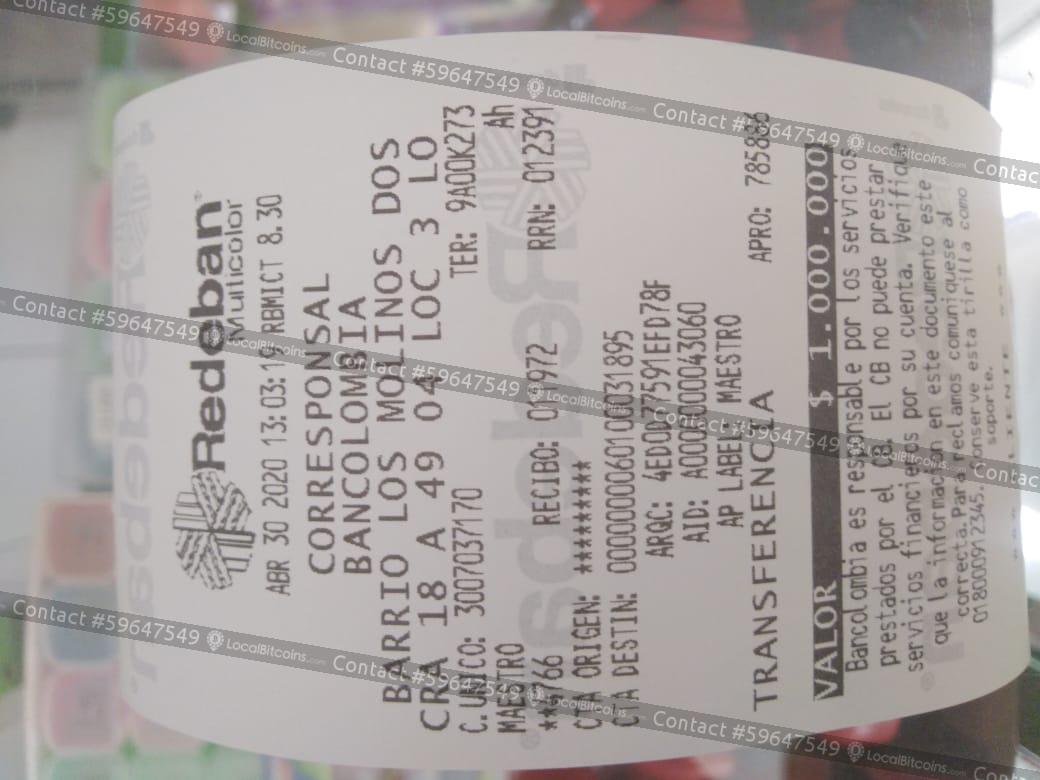 Redeban
Multicolor
ABR 30 2020 13:03:19 RBMICT 8.30
CORRESPONSAL
BANCOLOMBIA
BARRIO LOS MOLINOS DOS
CRA 18 A 49 04 LOC 3 LO
C. UNICO: 3007037170 TER: 9A00K273
MAESTRO Ah
RECIBO: RRN: 012391
CTA ORIGEN: *********
CTA DESTIN:
ARQC: 4ED0D77591EFD78F
AID: A0000000043060
AP LABEL: MAESTRO
TRANSFERENCIA APRO:
VALOR $ 1.000.000
Bancolombia es responsable por los servicios
prestados por el CB. El CB no puede prestar
servicios financieros por su cuenta. Verifique
que la información en este documento este
correcta. Para reclamos comuniquese al
018000912345. Conserve esta tirilla como
soporte.
Contact #59647549 LocalBitcoins.com